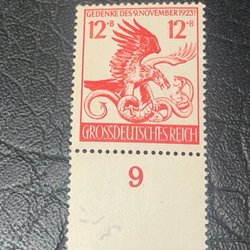 GEDENKE DES 9.NOVEMBER 1923!
12+8 12+8
GROSSDEUTSCHES REICH
9